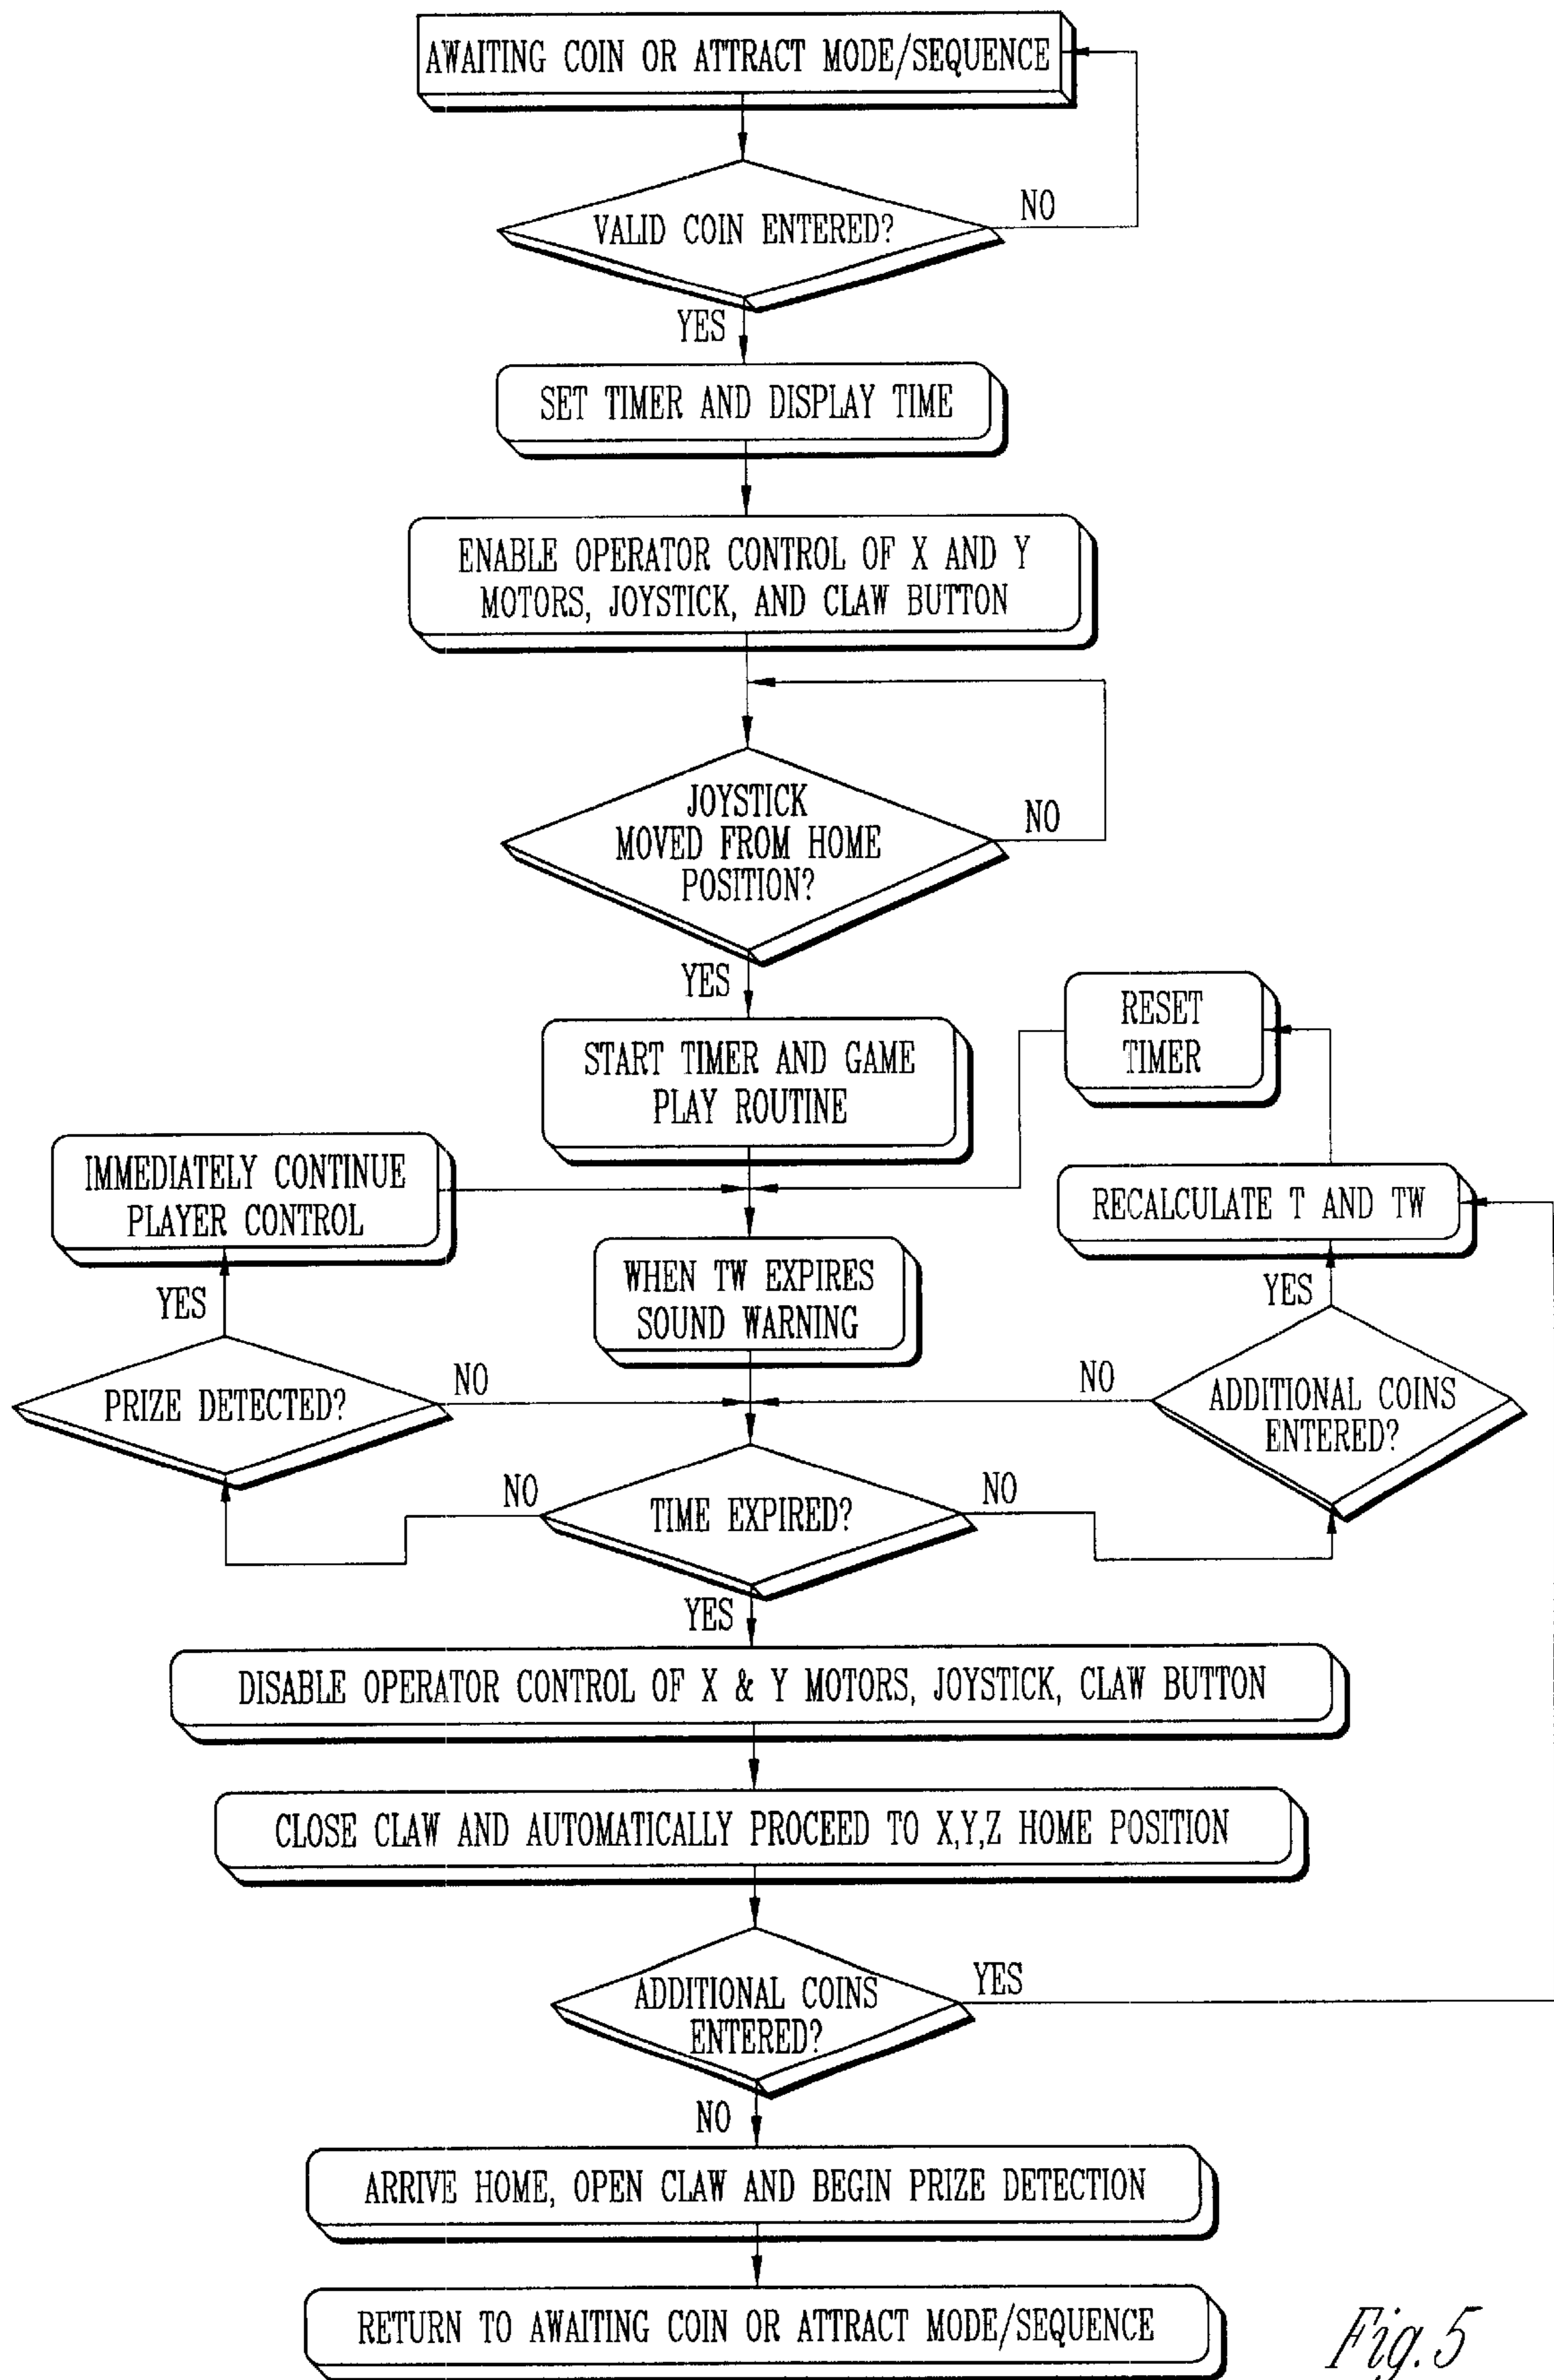 AWAITING COIN OR ATTRACT MODE/SEQUENCE
VALID COIN ENTERED?
NO
YES
SET TIMER AND DISPLAY TIME
ENABLE OPERATOR CONTROL OF X AND Y
MOTORS, JOYSTICK, AND CLAW BUTTON
JOYSTICK
MOVED FROM HOME
POSITION?
NO
YES
START TIMER AND GAME
PLAY ROUTINE
RESET
TIMER
IMMEDIATELY CONTINUE
PLAYER CONTROL
RECALCULATE T AND TW
WHEN TW EXPIRES
SOUND WARNING
YES
YES
PRIZE DETECTED?
NO
NO
ADDITIONAL COINS
ENTERED?
NO
TIME EXPIRED?
NO
YES
DISABLE OPERATOR CONTROL OF X & Y MOTORS, JOYSTICK, CLAW BUTTON
CLOSE CLAW AND AUTOMATICALLY PROCEED TO X,Y,Z HOME POSITION
ADDITIONAL COINS
ENTERED?
YES
NO
ARRIVE HOME, OPEN CLAW AND BEGIN PRIZE DETECTION
RETURN TO AWAITING COIN OR ATTRACT MODE/SEQUENCE
Fig. 5